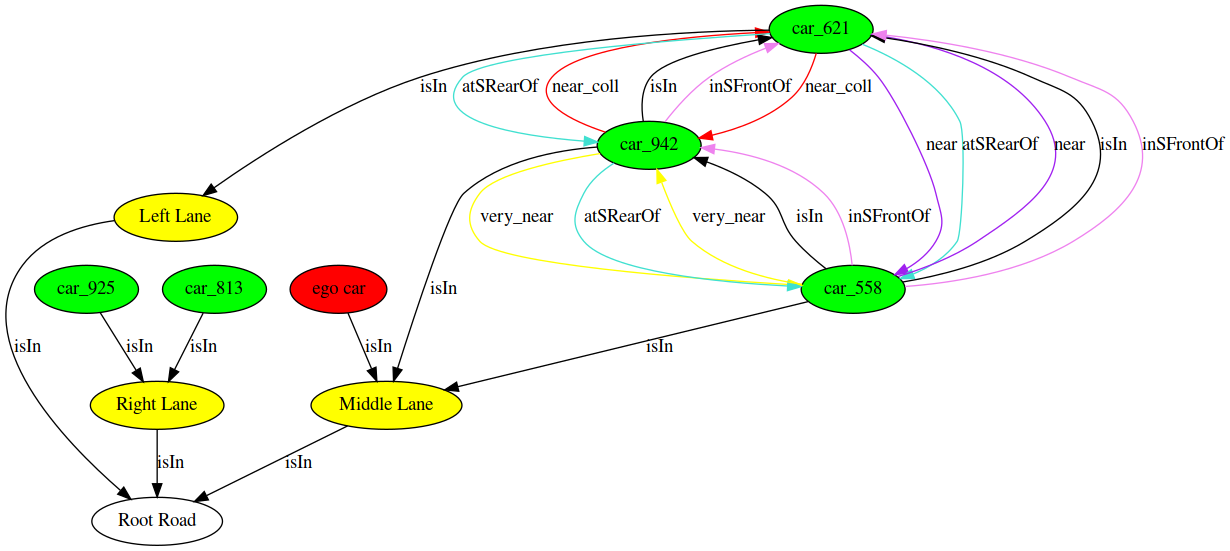 car_621
isIn
atSRearOf
near_coll
isIn
inSFrontOf
near_coll
car_942
near
atSRearOf
near
isIn
inSFrontOf
Left Lane
very_near
atSRearOf
very_near
isIn
inSFrontOf
car_925
car_813
ego car
isIn
car_558
isIn
isIn
isIn
isIn
isIn
Right Lane
Middle Lane
isIn
isIn
Root Road